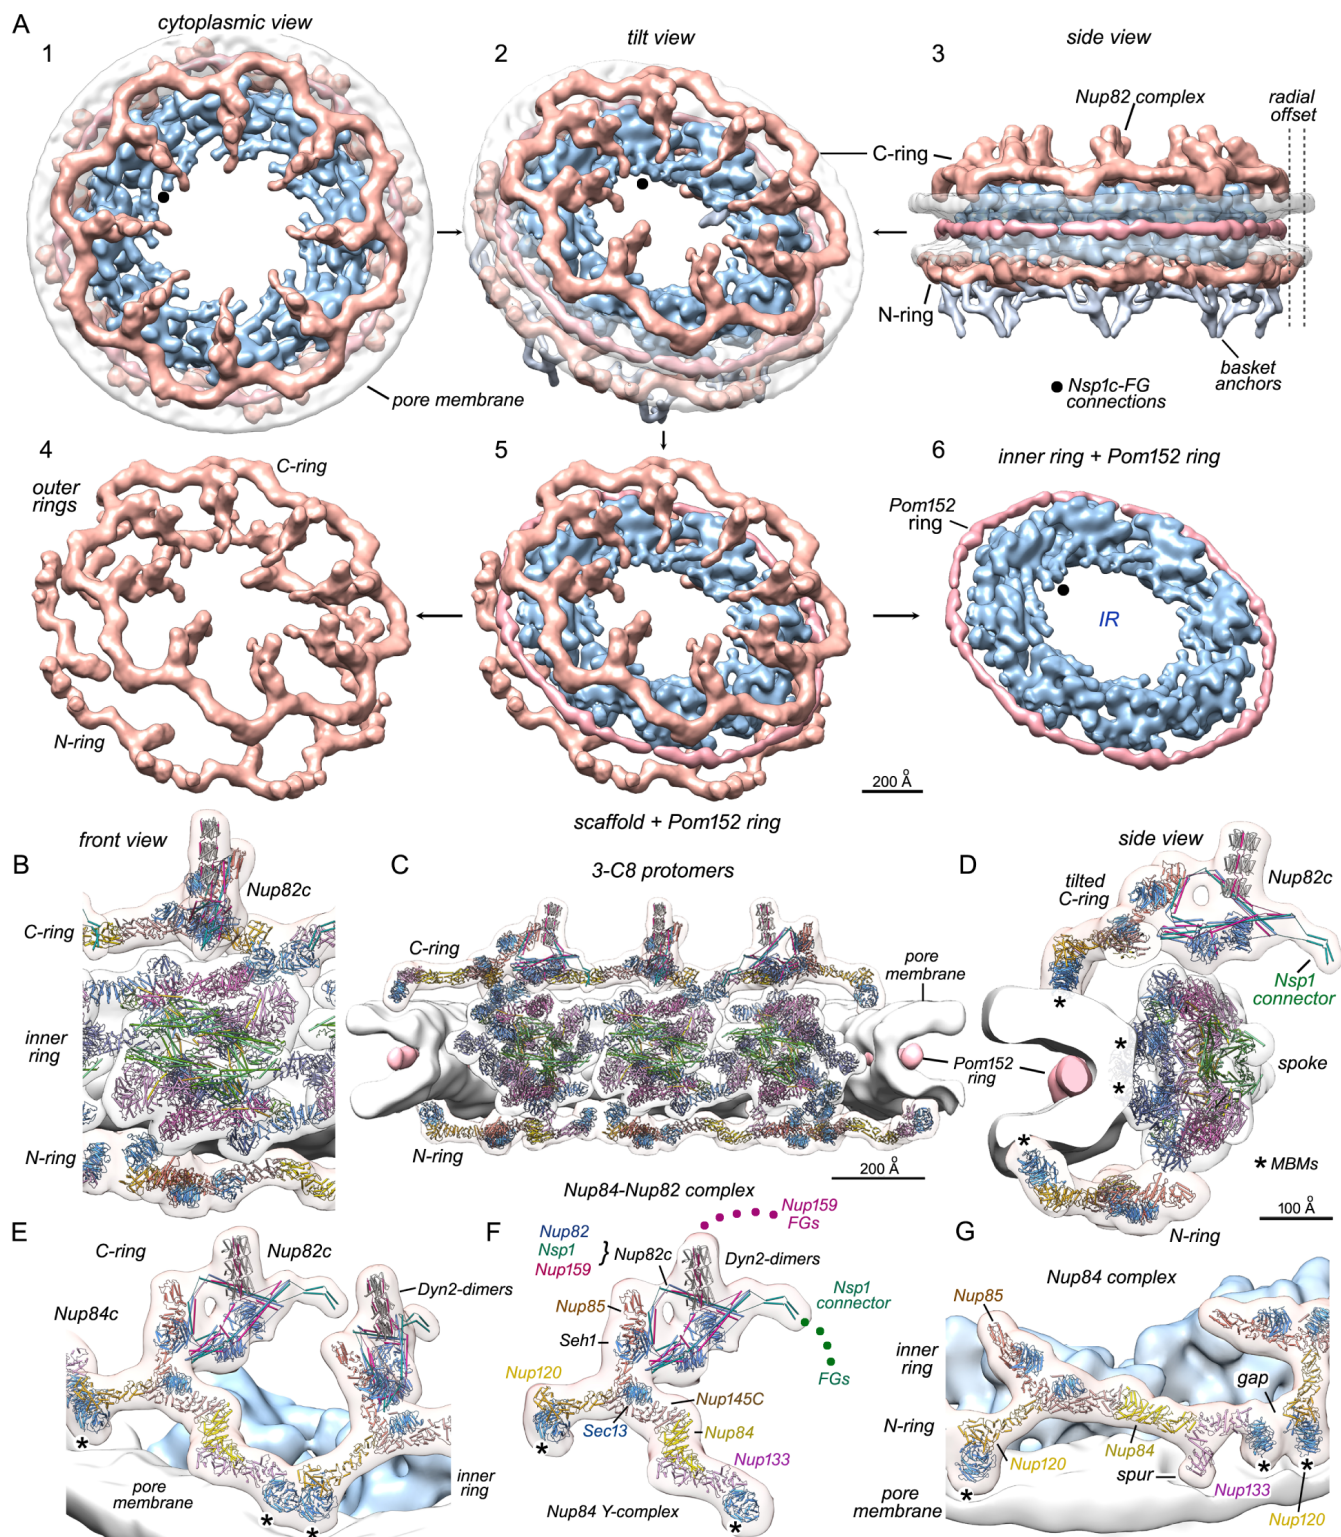 A
cytoplasmic view
tilt view
side view
1
2
3
Nup82 complex
radial
offset
C-ring
N-ring
basket
anchors
Nsp1c-FG
connections
pore membrane
4
5
6
outer
rings
C-ring
inner ring + Pom152 ring
Pom152
ring
IR
N-ring
200 Å
scaffold + Pom152 ring
front view
side view
B
Nup82c
C-ring
inner
ring
N-ring
C
3-C8 protomers
C-ring
pore
membrane
Pom152
ring
N-ring
200 Å
D
tilted
C-ring
Nup82c
Nsp1
connector
*
*
spoke
*
*
* MBMs
N-ring
100 Å
E
C-ring
Nup82c
Nup84c
Dyn2-dimers
*
pore
membrane
*
*
inner
ring
Nup84-Nup82 complex
F
Nup159
FGs
Nup82
Nsp1
Nup159
} Nup82c
Dyn2-dimers
Nup85
Nsp1
connector
Seh1
FGs
Nup120
Nup145C
*
Sec13
Nup84
Nup133
Nup84 Y-complex
*
G
Nup84 complex
Nup85
inner
ring
gap
N-ring
Nup120
Nup84
spur
*
*
*
Nup133
pore
membrane
Nup120